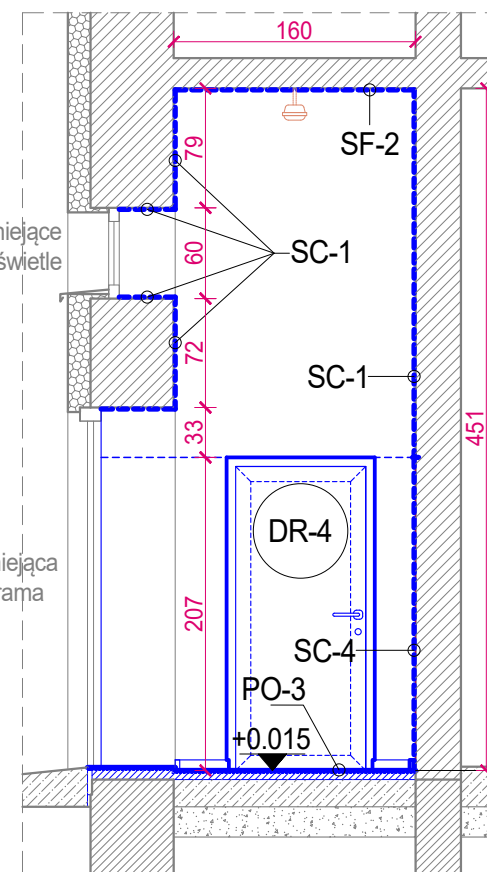 160
SF-2
79
niejące
świetle
60
SC-1
72
SC-1
33
451
DR-4
iejąca
rama
207
SC-4
PO-3
+0.015